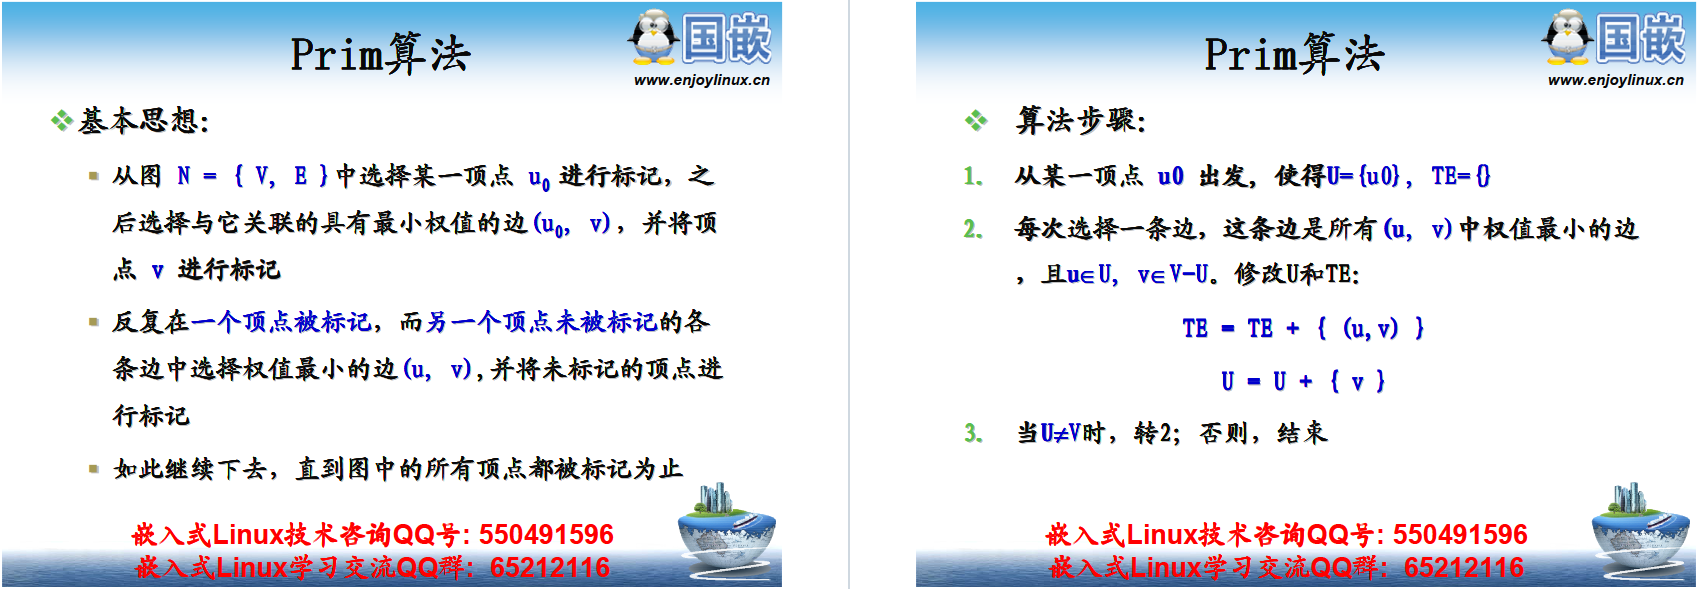 Prim算法
国嵌
www.enjoylinux.cn
基本思想：
从图 N = { V, E }中选择某一顶点 u0 进行标记，之
后选择与它关联的具有最小权值的边(u0, v)，并将顶
点 v 进行标记
反复在一个顶点被标记，而另一个顶点未被标记的各
条边中选择权值最小的边(u, v),并将未标记的顶点进
行标记
如此继续下去，直到图中的所有顶点都被标记为止
嵌入式Linux技术咨询QQ号: 550491596
嵌入式Linux学习交流QQ群: 65212116
Prim算法
国嵌
www.enjoylinux.cn
算法步骤：
1. 从某一顶点 u0 出发，使得U={u0}, TE={}
2. 每次选择一条边，这条边是所有(u, v)中权值最小的边
，且u∈U, v∈V-U。修改U和TE：
TE = TE + { (u,v) }
U = U + { v }
3. 当U≠V时，转2；否则，结束
嵌入式Linux技术咨询QQ号: 550491596
嵌入式Linux学习交流QQ群: 65212116